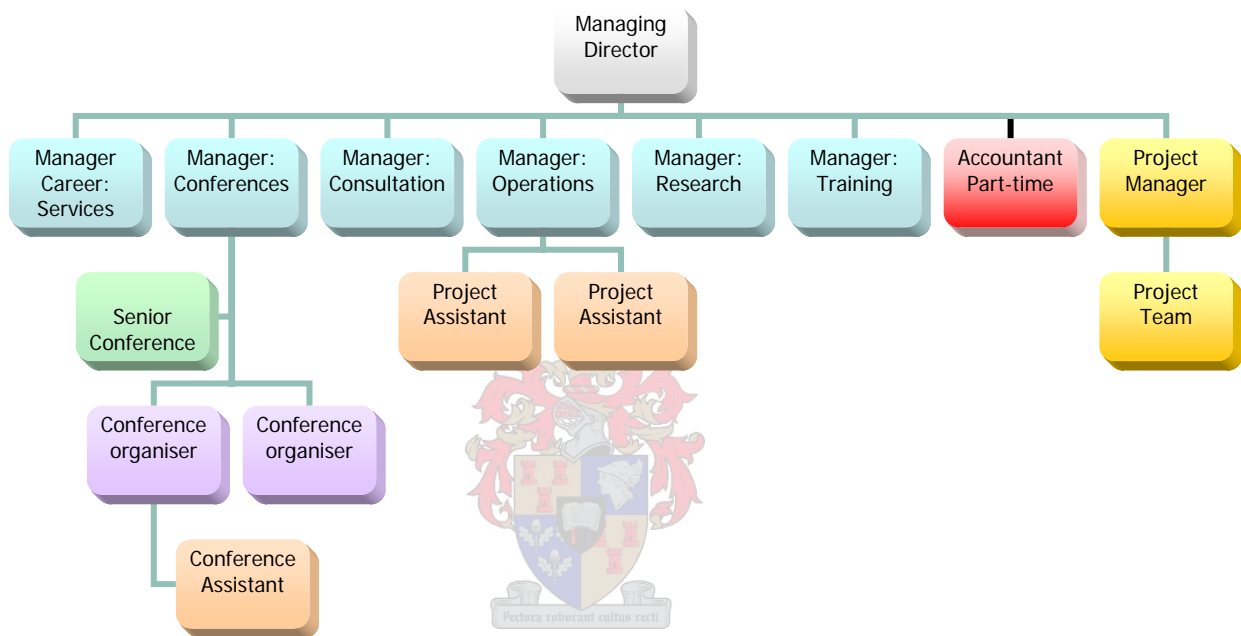 Managing
Director
Manager
Career:
Services
Manager:
Conferences
Manager:
Consultation
Manager:
Operations
Manager:
Research
Manager:
Training
Accountant
Part-time
Project
Manager
Senior
Conference
Project
Assistant
Project
Assistant
Project
Team
Conference
organiser
Conference
organiser
Conference
Assistant
Pectora roborant cultus recti